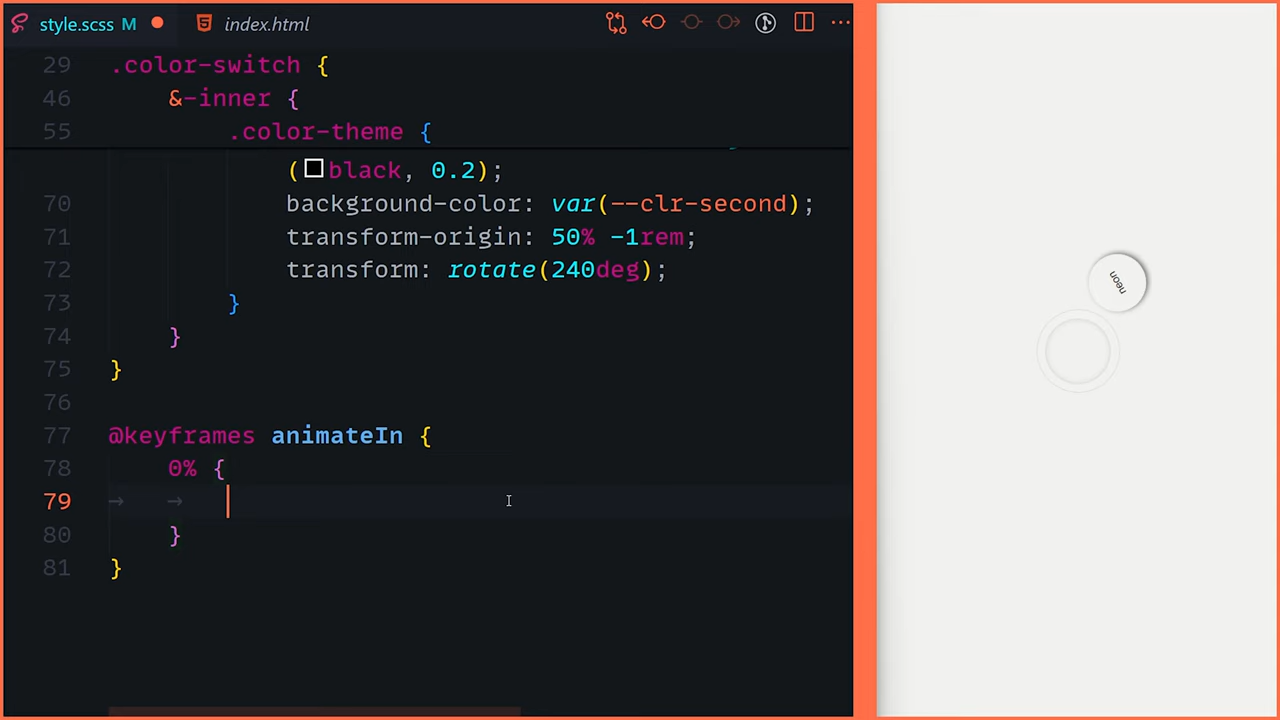 style.scss M
index.html
29 .color-switch {
46 &-inner {
55 .color-theme {
(black, 0.2);
70 background-color: var(--clr-second);
71 transform-origin: 50% -1rem;
72 transform: rotate(240deg);
73 }
74 }
75 }
76
77 @keyframes animateIn {
78 0% {
79
80 }
81 }
neon